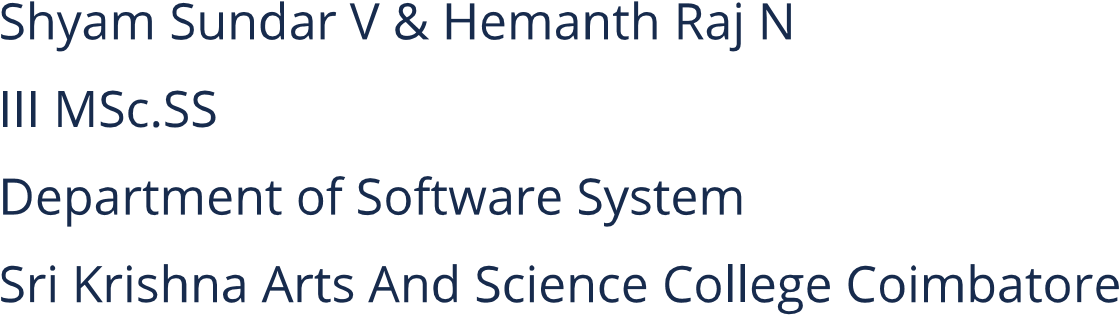 Shyam Sundar V & Hemanth Raj N
III MSc.SS
Department of Software System
Sri Krishna Arts And Science College Coimbatore